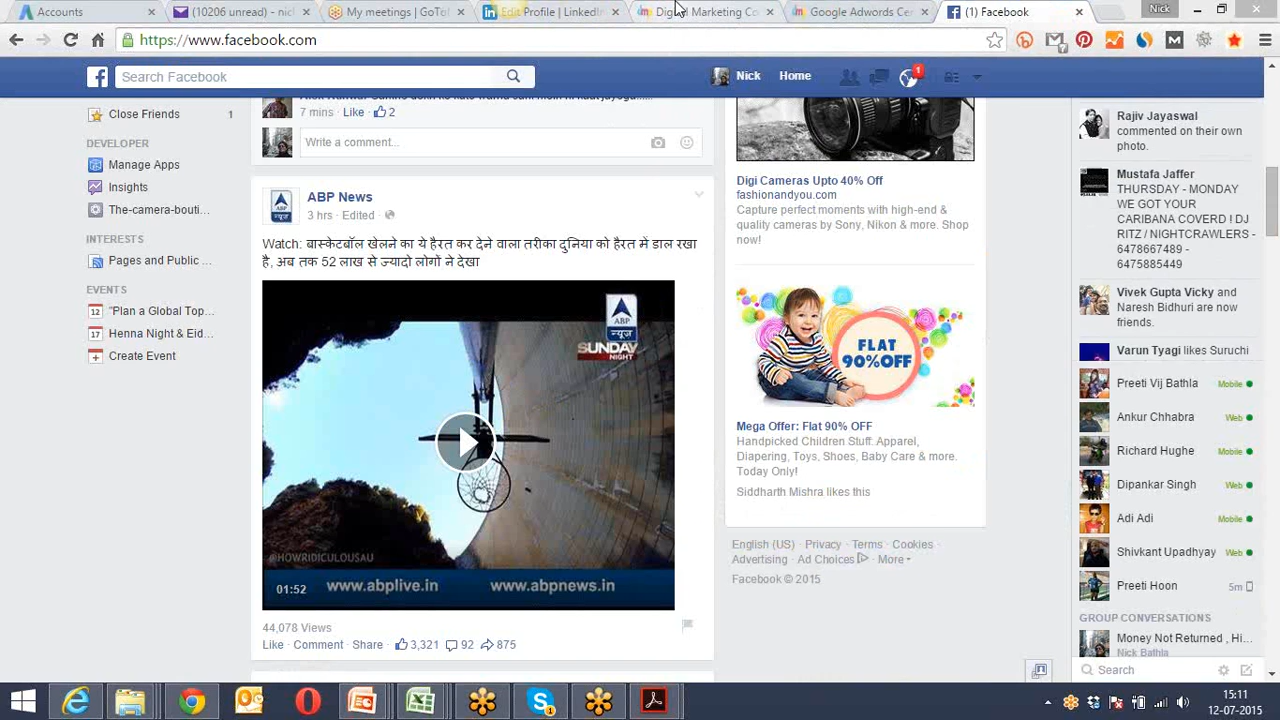 Accounts
(10206 unread) - nick
My meetings | GoTo
Edit Profile | LinkedIn
Digital Marketing Co
Google Adwords Cer
(1) Facebook
Nick
https://www.facebook.com
Search Facebook
Nick
Home
1
Close Friends
1
DEVELOPER
Manage Apps
Insights
The-camera-bouti...
INTERESTS
Pages and Public ...
EVENTS
12
"Plan a Global Top...
17
Henna Night & Eid...
Create Event
7 mins · Like · 2
Write a comment...
ABP News
3 hrs · Edited ·
Watch: बास्केटबॉल खेलने का ये हैरत कर देने वाला तरीका दुनिया को हैरत में डाल रखा
है, अब तक 52 लाख से ज्यादो लोगों ने देखा
ABP
न्यूज़
SUNDAY
NIGHT
@HOWRIDICULOUSAU
01:52
www.abplive.in
www.abpnews.in
44,078 Views
Like · Comment · Share · 3,321 92 875
Digi Cameras Upto 40% Off
fashionandyou.com
Capture perfect moments with high-end &
quality cameras by Sony, Nikon & more. Shop
now!
FLAT
90%OFF
Mega Offer: Flat 90% OFF
Handpicked Children Stuff: Apparel,
Diapering, Toys, Shoes, Baby Care & more.
Today Only!
Siddharth Mishra likes this
English (US) · Privacy · Terms · Cookies ·
Advertising · Ad Choices · More
Facebook © 2015
Rajiv Jayaswal
commented on their own
photo.
Mustafa Jaffer
THURSDAY - MONDAY
WE GOT YOUR
CARIBANA COVERD ! DJ
RITZ / NIGHTCRAWLERS -
6478667489 -
6475885449
Vivek Gupta Vicky and
Naresh Bidhuri are now
friends.
Varun Tyagi likes Suruchi
Preeti Vij Bathla
Mobile
Ankur Chhabra
Web
Richard Hughe
Mobile
Dipankar Singh
Web
Adi Adi
Mobile
Shivkant Upadhyay
Web
Preeti Hoon
5m
GROUP CONVERSATIONS
Money Not Returned , Hi...
Nick Bathla
Search
15:11
12-07-2015